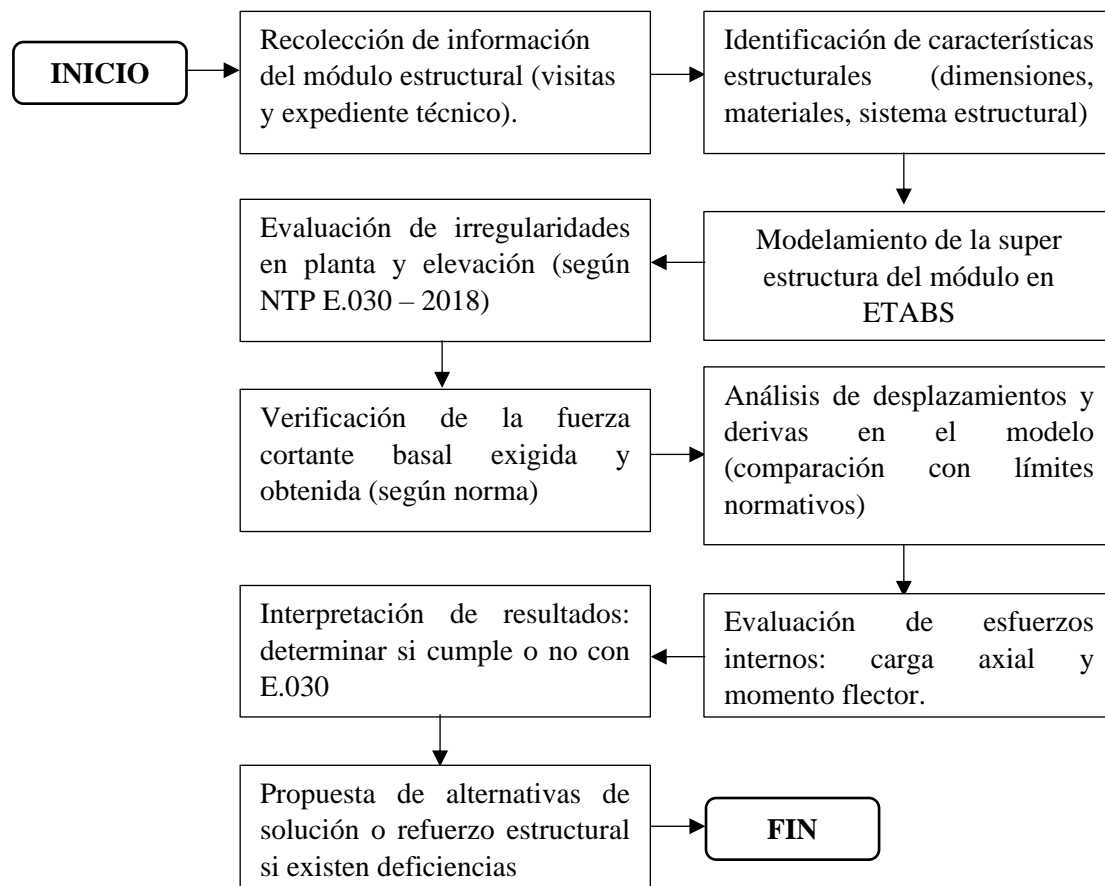 INICIO
Recolección de información
del módulo estructural (visitas
y expediente técnico).
Identificación de características
estructurales (dimensiones,
materiales, sistema estructural)
Modelamiento de la super
estructura del módulo en
ETABS
Evaluación de irregularidades
en planta y elevación (según
NTP E.030 – 2018)
Verificación de la fuerza
cortante basal exigida y
obtenida (según norma)
Análisis de desplazamientos y
derivas en el modelo
(comparación con límites
normativos)
Evaluación de esfuerzos
internos: carga axial y
momento flector.
Interpretación de resultados:
determinar si cumple o no con
E.030
Propuesta de alternativas de
solución o refuerzo estructural
si existen deficiencias
FIN